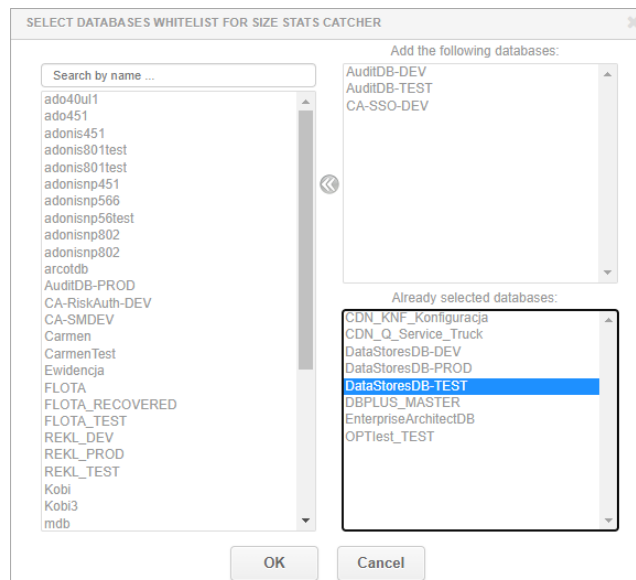 SELECT DATABASES WHITELIST FOR SIZE STATS CATCHER
Search by name ...
ado40ul1
ado451
adonis451
adonis801test
adonis801test
adonisnp451
adonisnp566
adonisnp56test
adonisnp802
adonisnp802
arcotdb
AuditDB-PROD
CA-RiskAuth-DEV
CA-SMDEV
Carmen
CarmenTest
Ewidencja
FLOTA
FLOTA_RECOVERED
FLOTA_TEST
REKL_DEV
REKL_PROD
REKL_TEST
Kobi
Kobi3
mdb
Add the following databases:
AuditDB-DEV
AuditDB-TEST
CA-SSO-DEV
Already selected databases:
CDN_KNF_Konfiguracja
CDN_Q_Service_Truck
DataStoresDB-DEV
DataStoresDB-PROD
DataStoresDB-TEST
DBPLUS_MASTER
EnterpriseArchitectDB
OPTIest_TEST
OK
Cancel